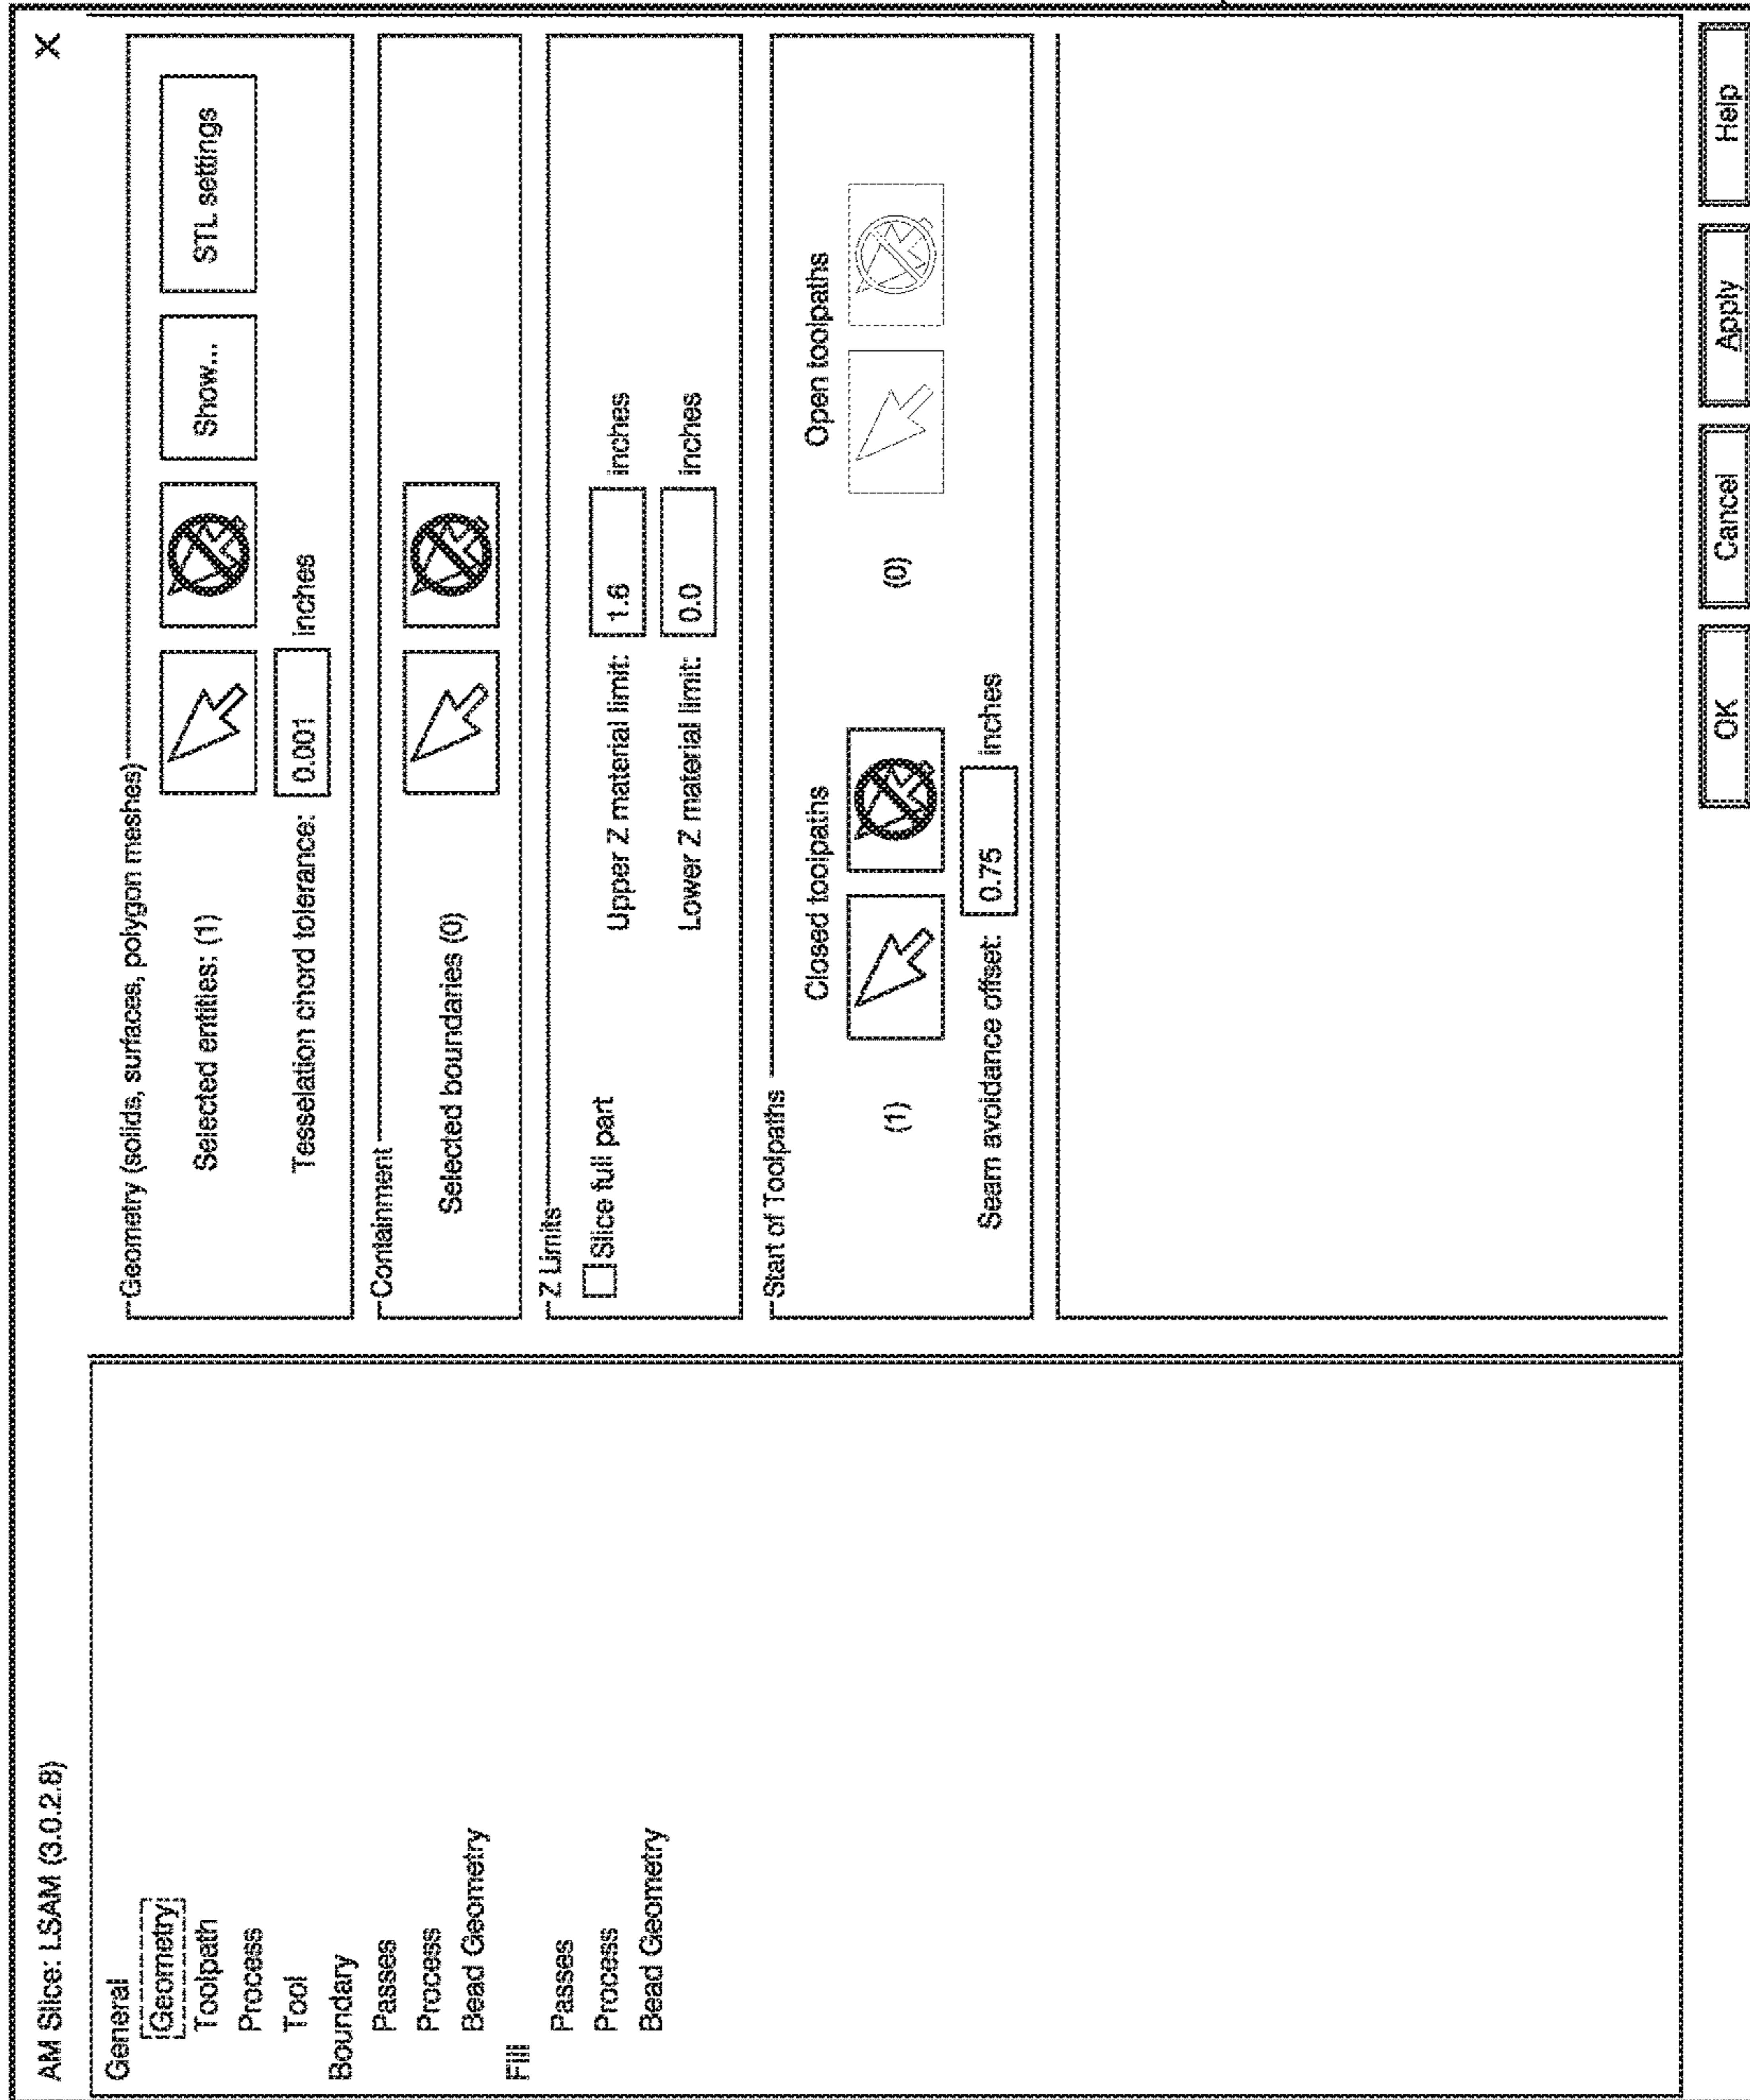 AM Slice: LSAM (3.0.2.8)
X
General
Geometry
Toolpath
Process
Tool
Boundary
Passes
Process
Bead Geometry
Fill
Passes
Process
Bead Geometry
Geometry (solids, surfaces, polygon meshes)
Selected entities: (1)
Show...
STL settings
Tesselation chord tolerance: 0.001 inches
Containment
Selected boundaries (0)
Z Limits
Slice full part
Upper Z material limit: 1.6 inches
Lower Z material limit: 0.0 inches
Start of Toolpaths
Closed toolpaths Open toolpaths
(1) (0)
Seam avoidance offset: 0.75 inches
OK Cancel Apply Help